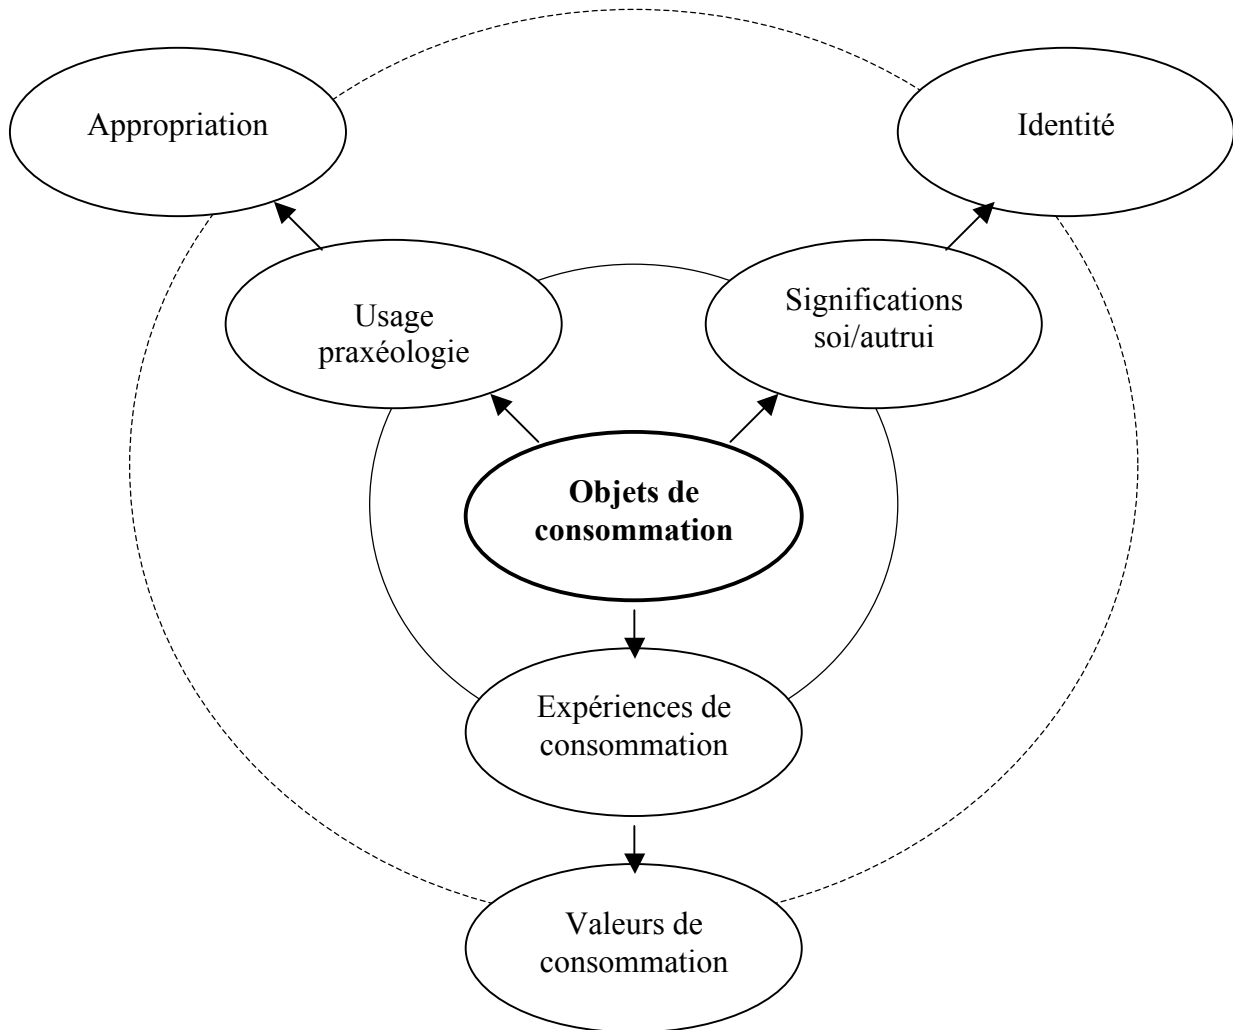 Appropriation
Identité
Usage
praxéologie
Significations
soi/autrui
Objets de
consommation
Expériences de
consommation
Valeurs de
consommation